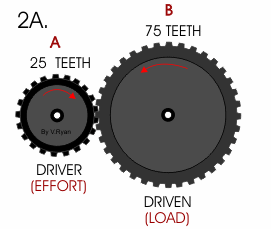 2A.
A
25 TEETH
By V.Ryan
DRIVER
(EFFORT)
B
75 TEETH
DRIVEN
(LOAD)